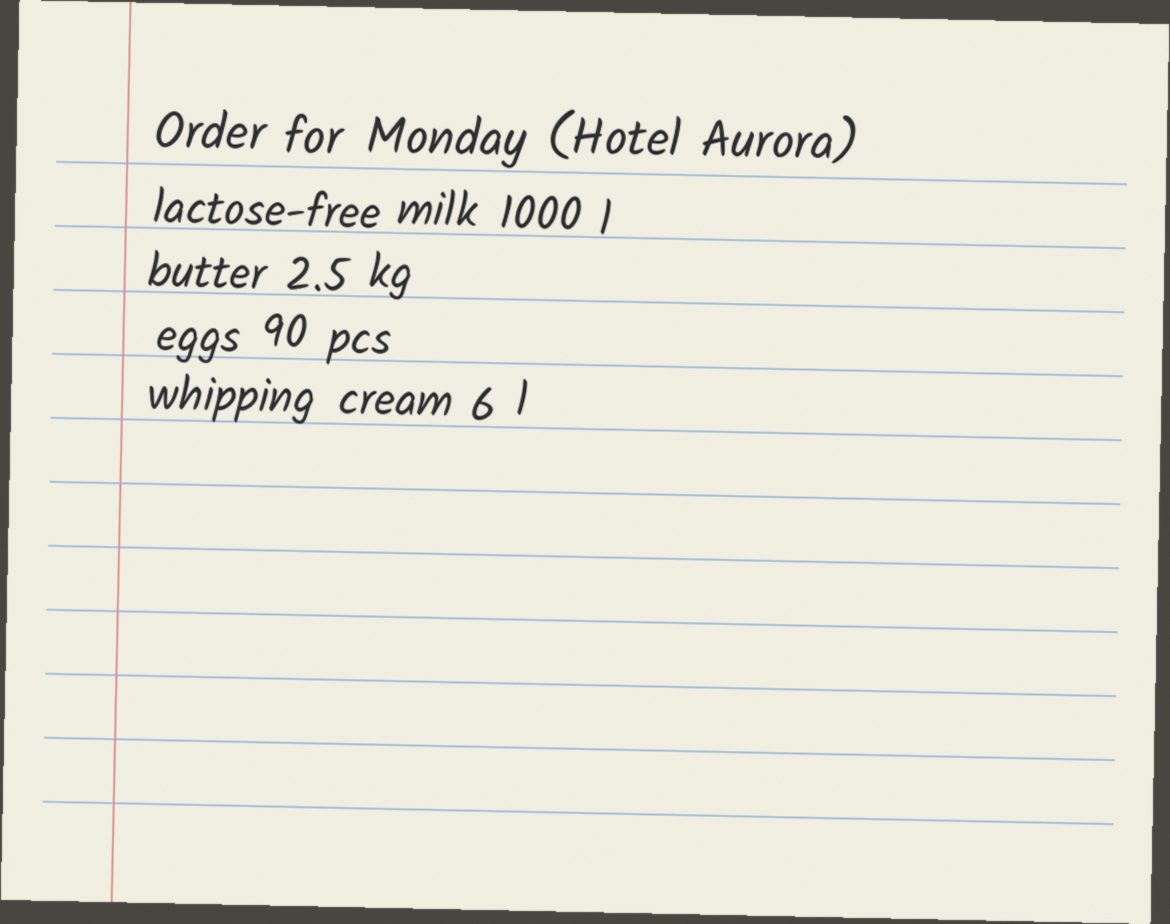 Order for Monday (Hotel Aurora)
lactose-free milk 1000 l
butter 2.5 kg
eggs 90 pcs
whipping cream 6 l